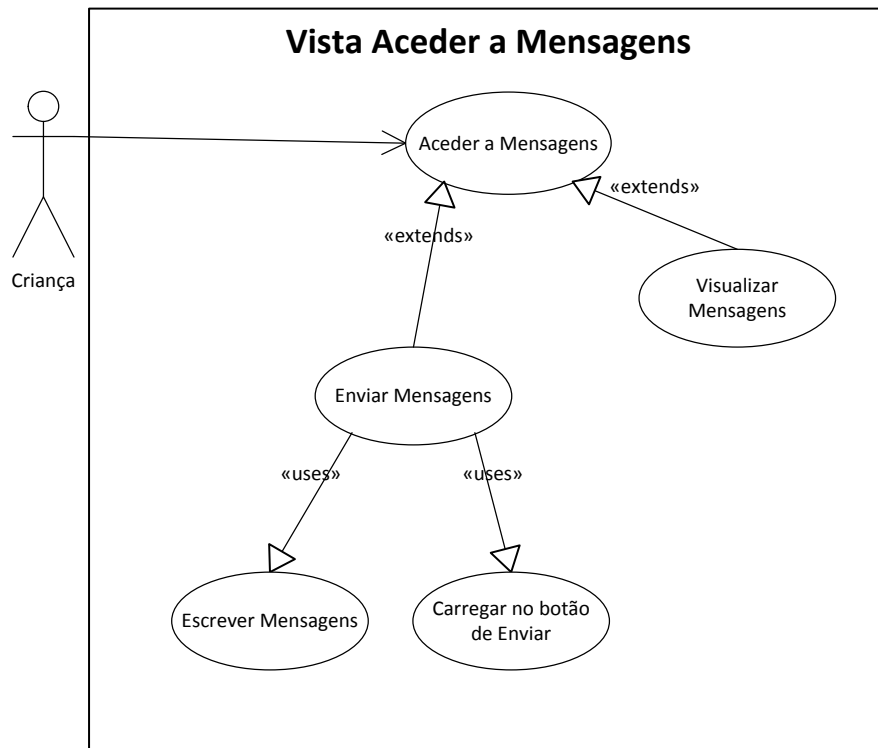 Vista Aceder a Mensagens
Aceder a Mensagens
«extends»
«extends»
Criança
Visualizar
Mensagens
Enviar Mensagens
«uses»
«uses»
Escrever Mensagens
Carregar no botão
de Enviar